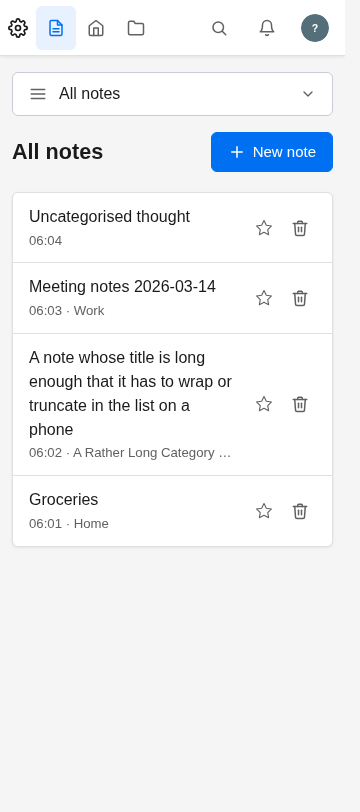 ?
All notes
All notes
New note
Uncategorised thought
06:04
Meeting notes 2026-03-14
06:03 · Work
A note whose title is long
enough that it has to wrap or
truncate in the list on a
phone
06:02 · A Rather Long Category …
Groceries
06:01 · Home